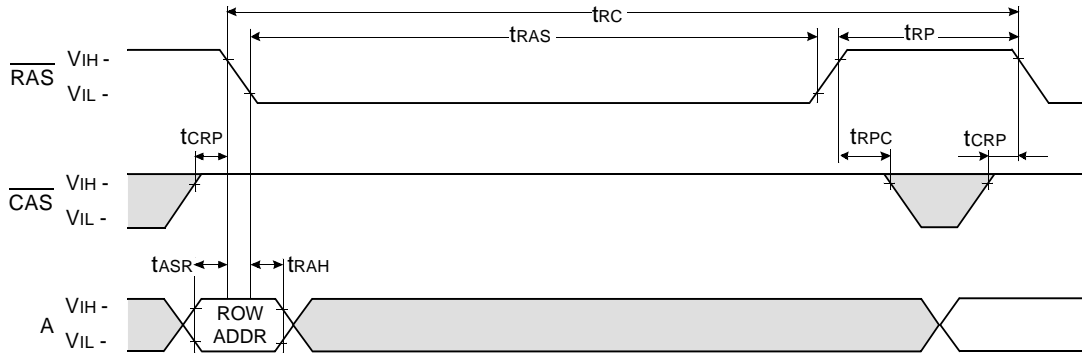 tRC
tRAS
tRP
RAS
VIH -
VIL -
tCRP
tRPC
tCRP
CAS
VIH -
VIL -
tASR
tRAH
A
VIH -
VIL -
ROW
ADDR